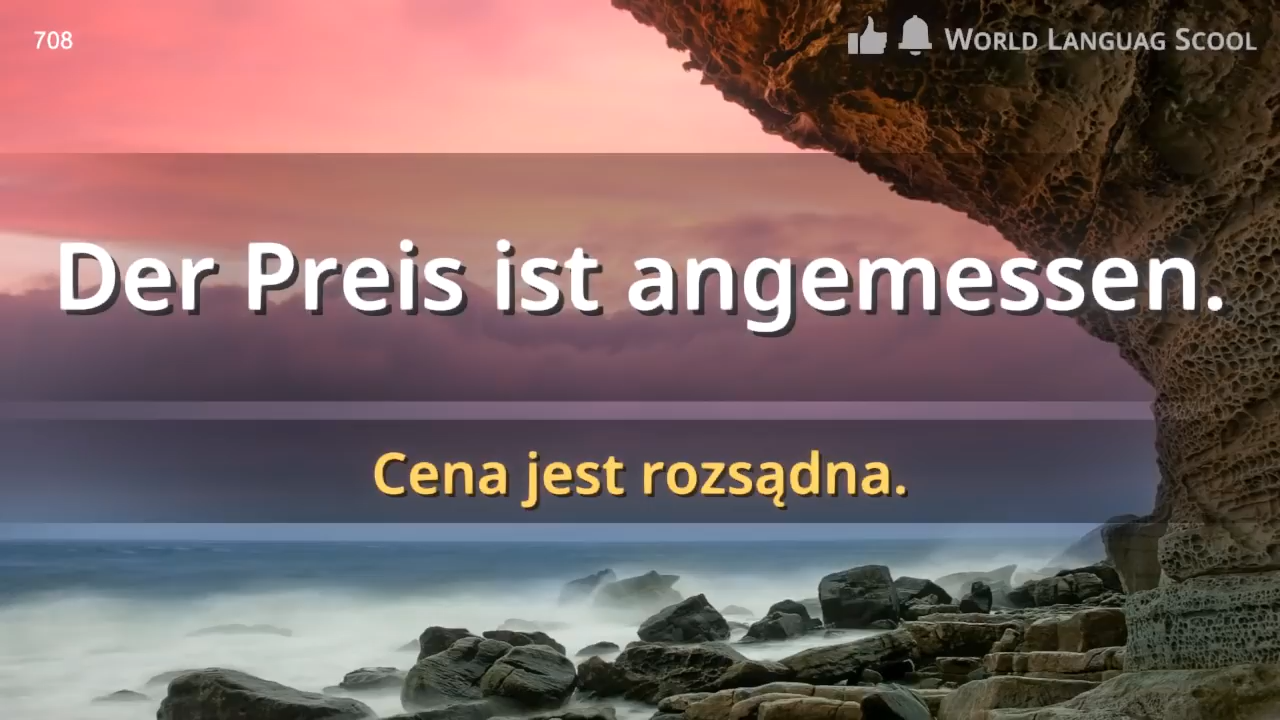 708
World Languag Scool
Der Preis ist angemessen.
Cena jest rozsądna.